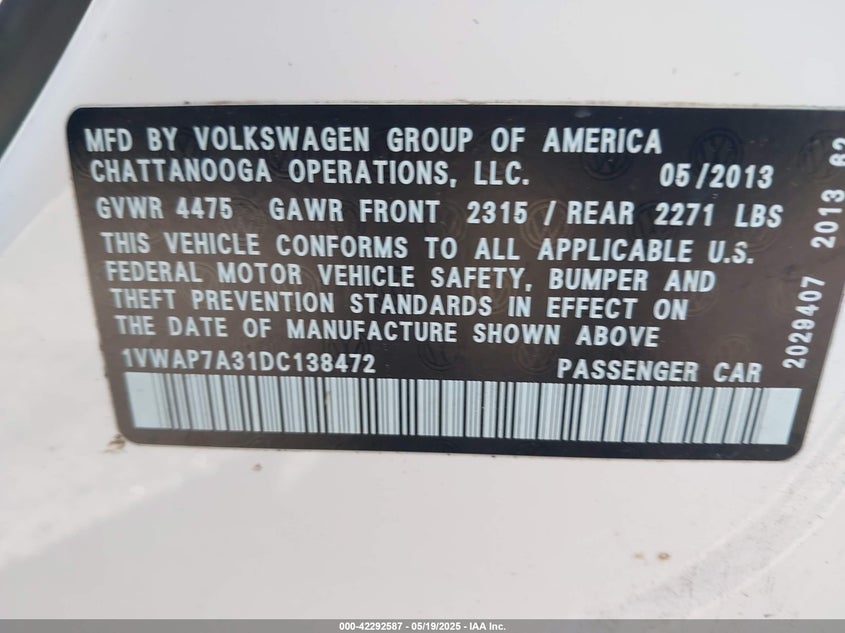 MFD BY VOLKSWAGEN GROUP OF AMERICA
CHATTANOOGA OPERATIONS, LLC. 05/2013
GVWR 4475 GAWR FRONT 2315 / REAR 2271 LBS
THIS VEHICLE CONFORMS TO ALL APPLICABLE U.S.
FEDERAL MOTOR VEHICLE SAFETY, BUMPER AND
THEFT PREVENTION STANDARDS IN EFFECT ON
THE DATE OF MANUFACTURE SHOWN ABOVE
1VWAP7A31DC138472 PASSENGER CAR
2029407 2013 82
000-42292587 - 05/19/2025 - IAA Inc.